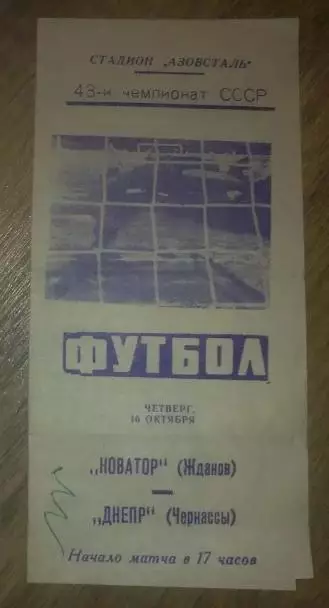 СТАДИОН „АЗОВСТАЛЬ"
43-й чемпионат СССР
ФУТБОЛ
ЧЕТВЕРГ,
16 ОКТЯБРЯ
„НОВАТОР" (Жданов)
—
„ДНЕПР" (Черкассы)
Начало матча в 17 часов